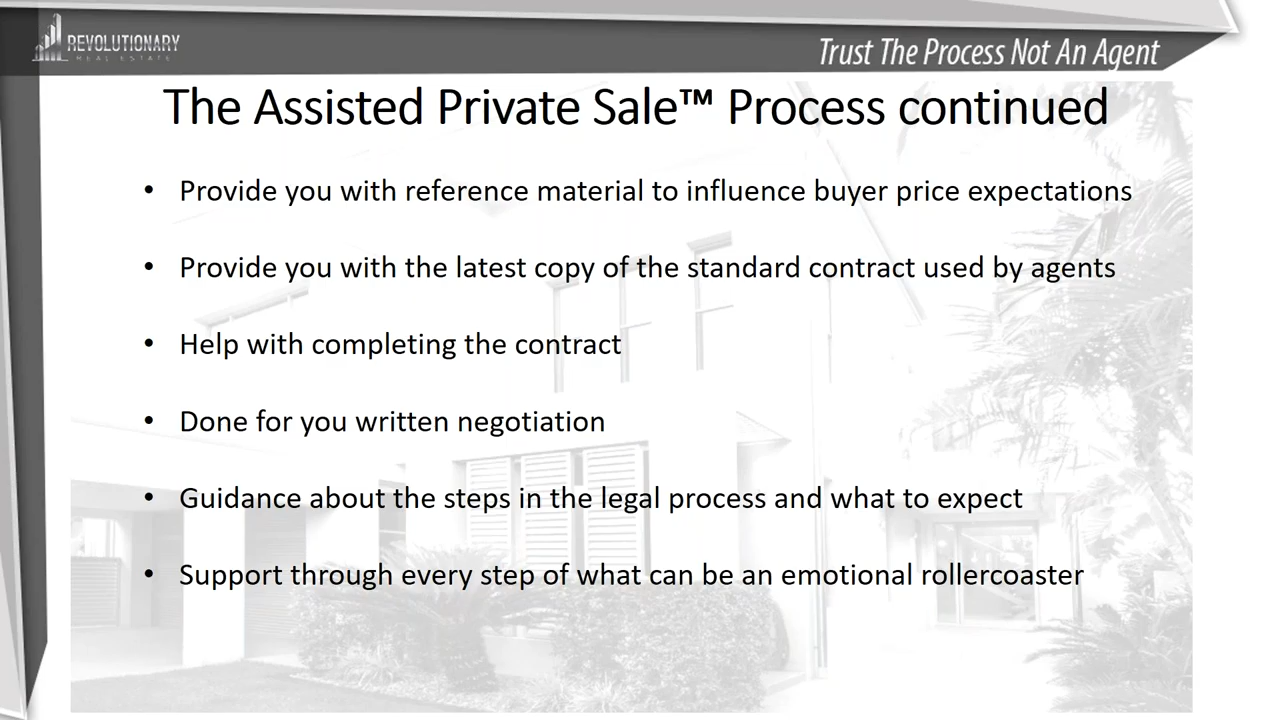 REVOLUTIONARY
REAL ESTATE
Trust The Process Not An Agent
The Assisted Private Sale™ Process continued
• Provide you with reference material to influence buyer price expectations
• Provide you with the latest copy of the standard contract used by agents
• Help with completing the contract
• Done for you written negotiation
• Guidance about the steps in the legal process and what to expect
• Support through every step of what can be an emotional rollercoaster